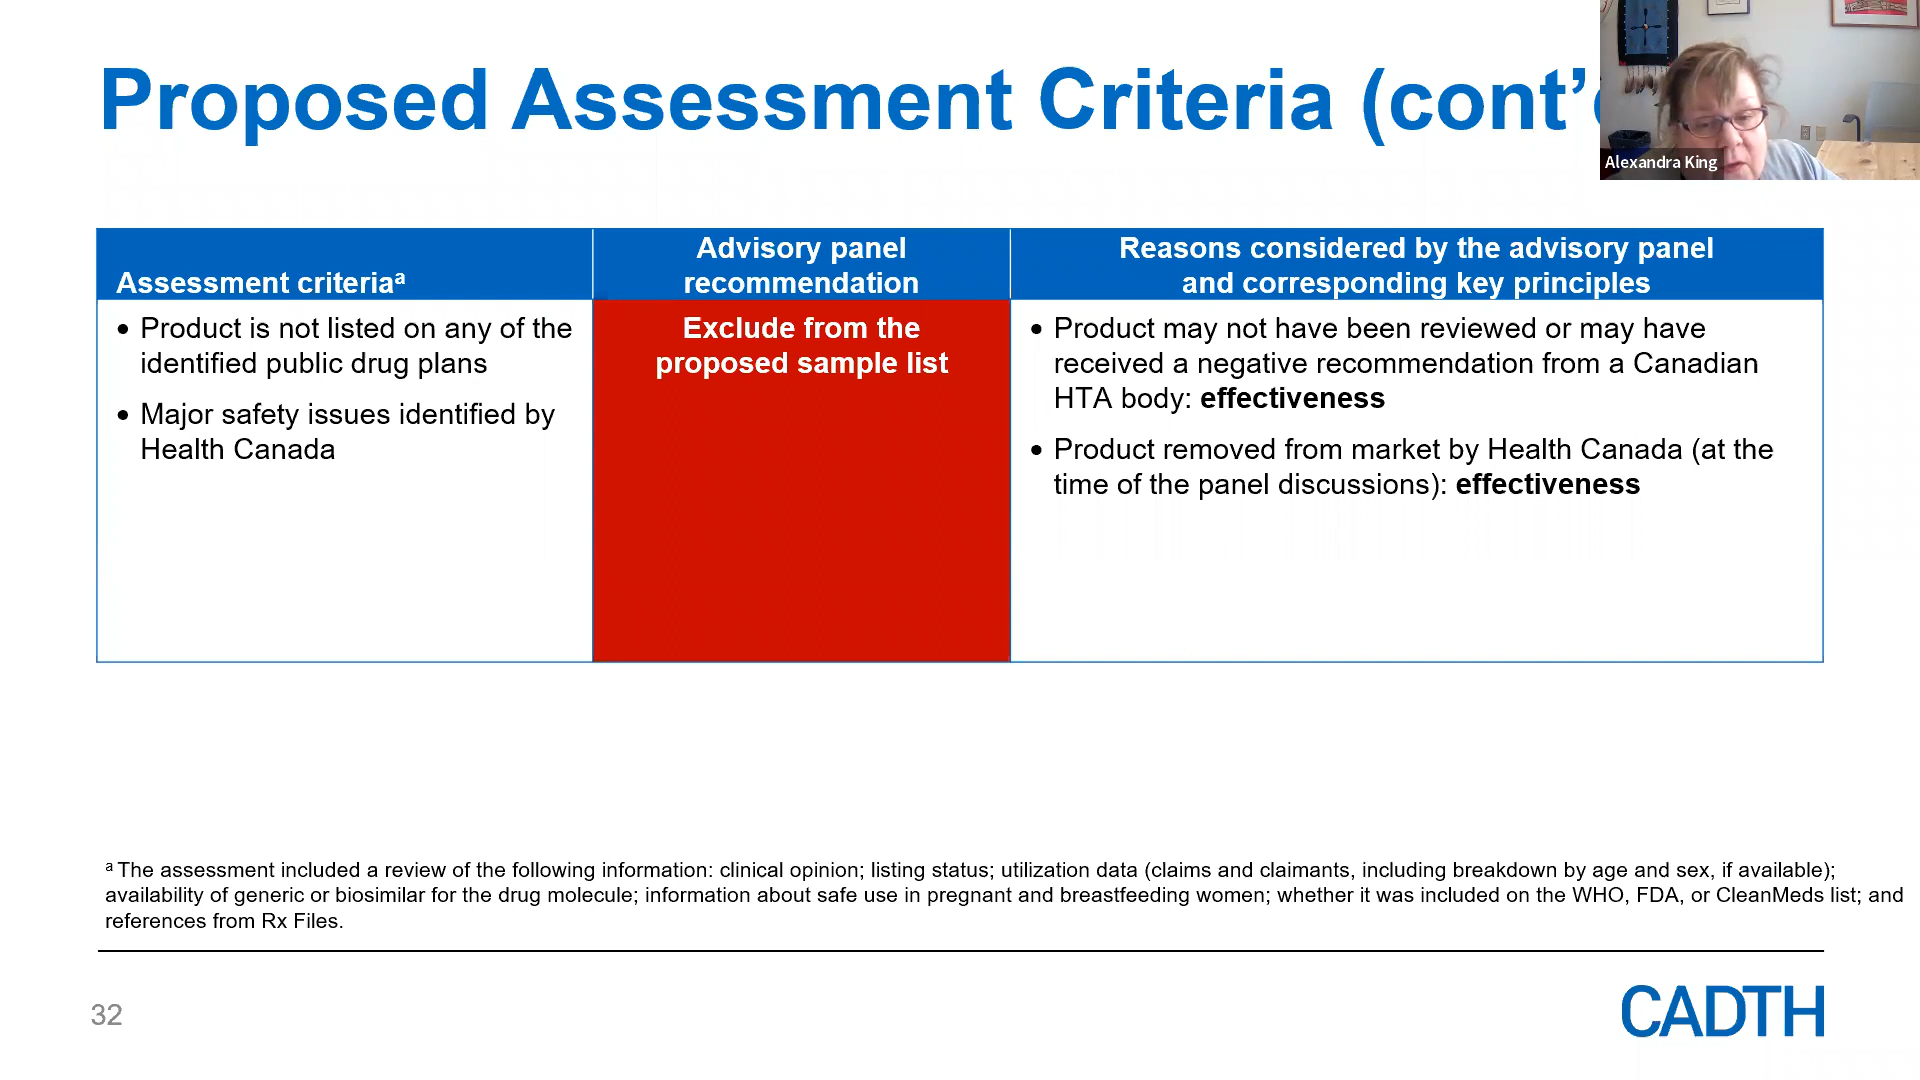 Proposed Assessment Criteria (cont’
Alexandra King
Assessment criteriaᵃ
Advisory panel
recommendation
Reasons considered by the advisory panel
and corresponding key principles
• Product is not listed on any of the
identified public drug plans
• Major safety issues identified by
Health Canada
Exclude from the
proposed sample list
• Product may not have been reviewed or may have
received a negative recommendation from a Canadian
HTA body: effectiveness
• Product removed from market by Health Canada (at the
time of the panel discussions): effectiveness
ᵃ The assessment included a review of the following information: clinical opinion; listing status; utilization data (claims and claimants, including breakdown by age and sex, if available);
availability of generic or biosimilar for the drug molecule; information about safe use in pregnant and breastfeeding women; whether it was included on the WHO, FDA, or CleanMeds list; and
references from Rx Files.
32
CADTH